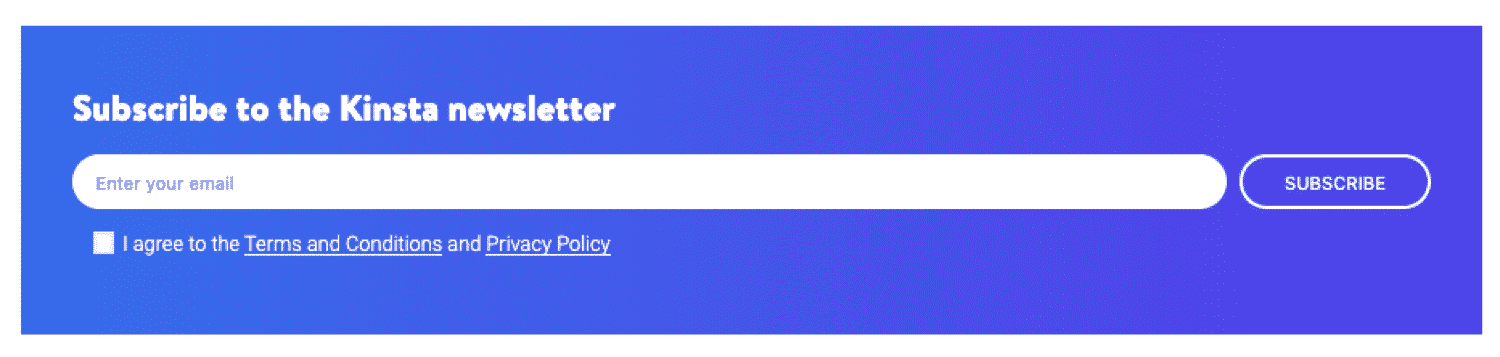 Subscribe to the Kinsta newsletter
Enter your email
SUBSCRIBE
I agree to the Terms and Conditions and Privacy Policy